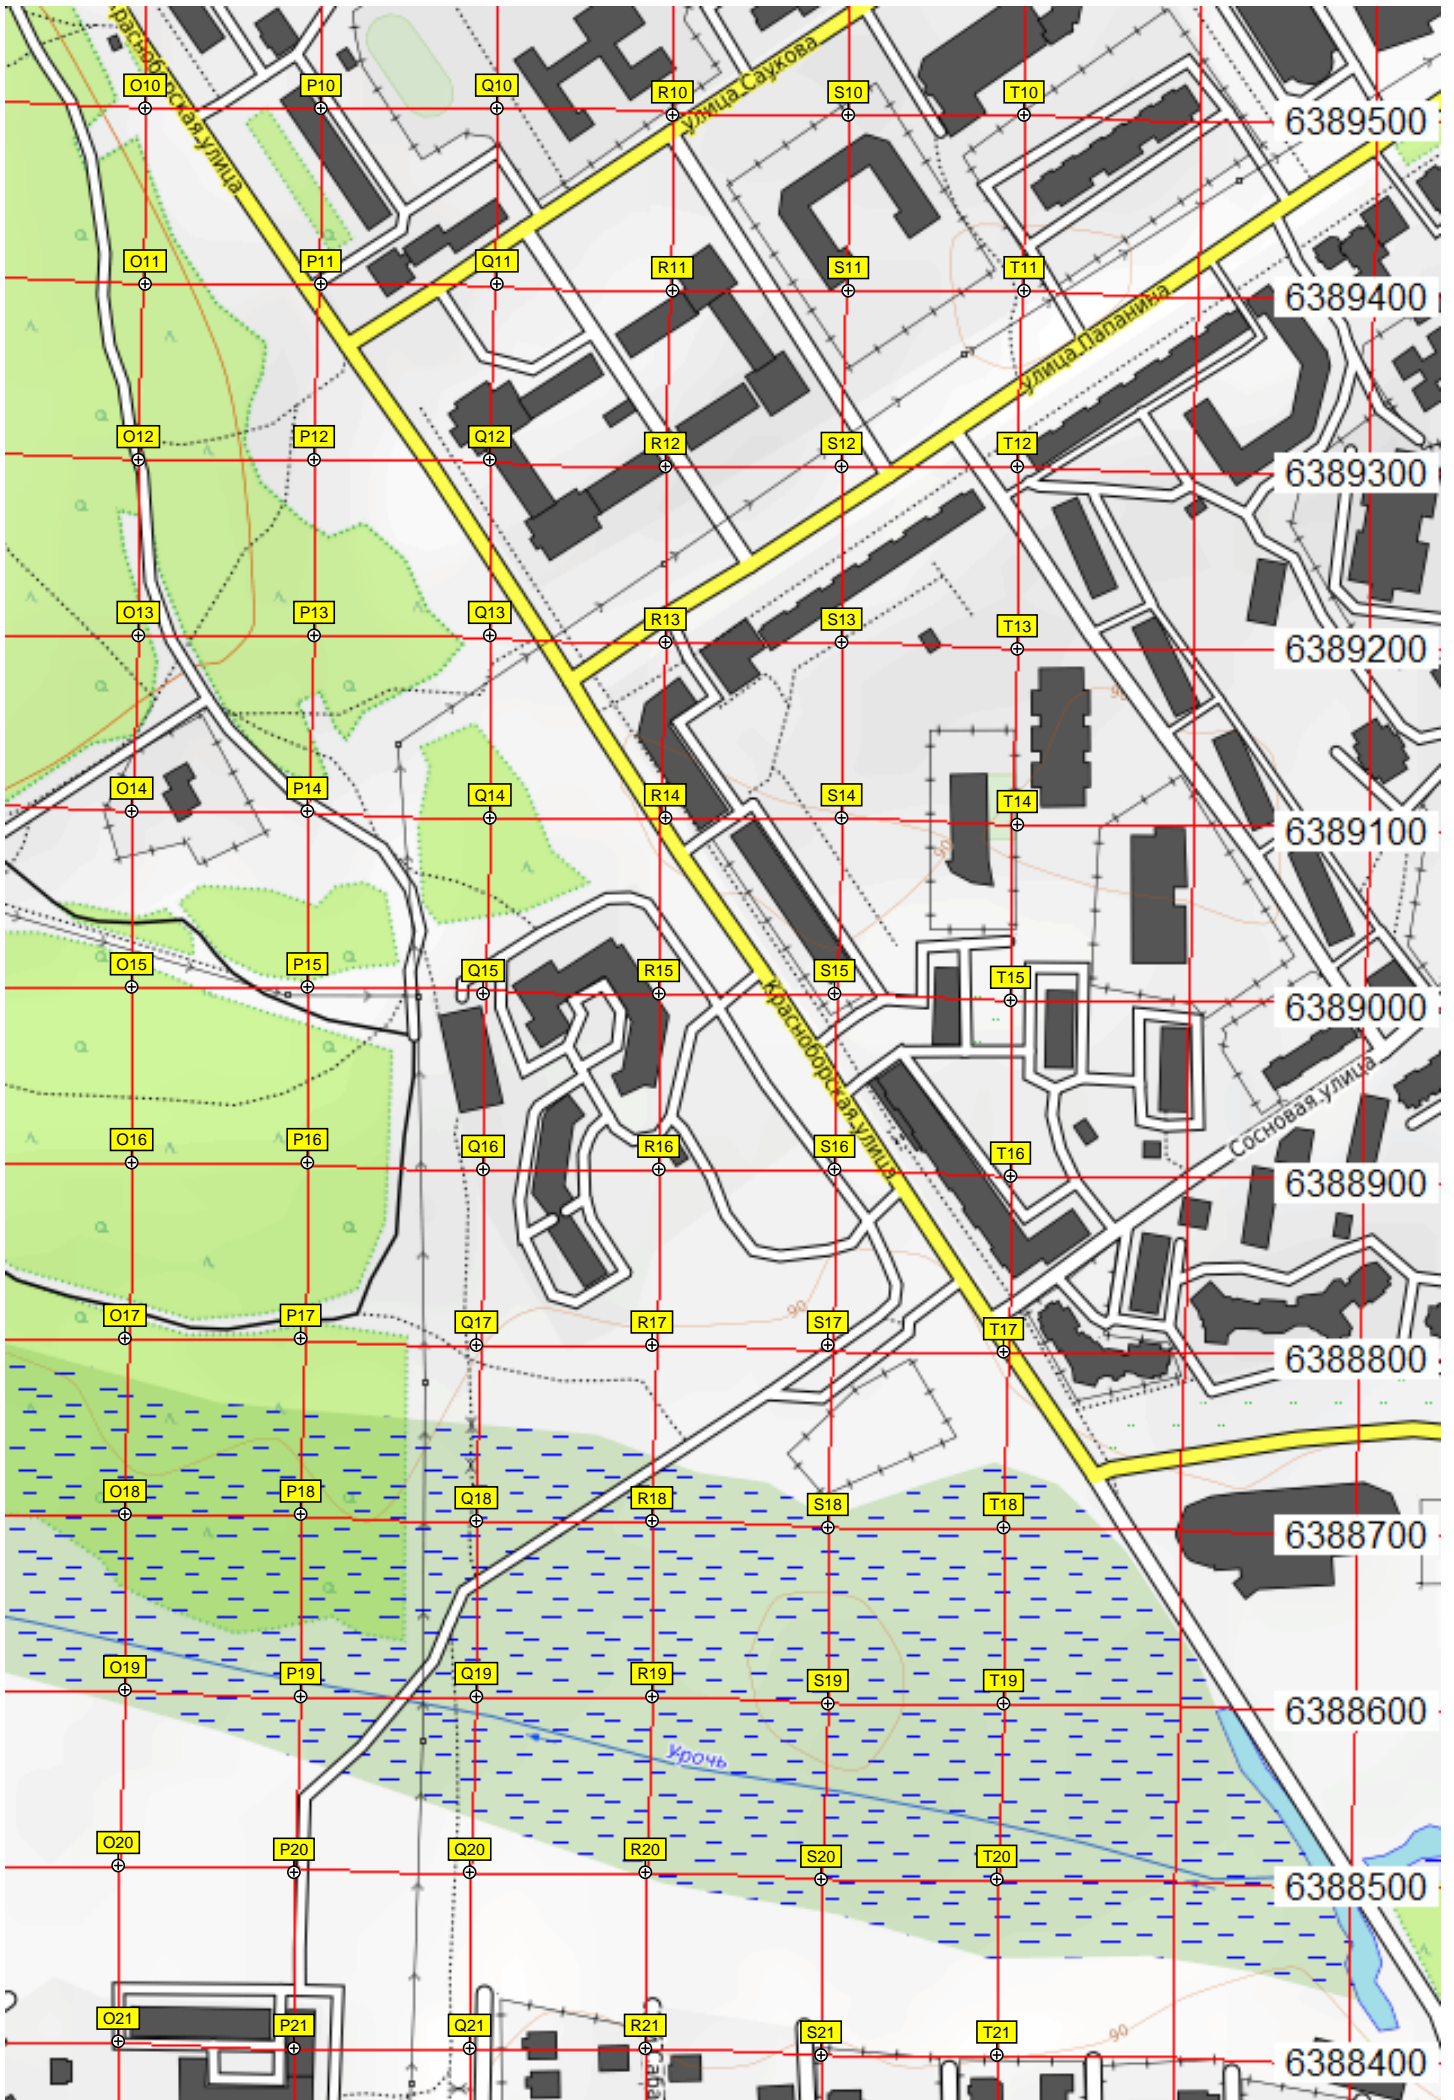 Красноборская улица
улица Саукова
O10 P10 Q10 R10 S10 T10
6389500
O11 P11 Q11 R11 S11 T11
6389400
улица Папанина
O12 P12 Q12 R12 S12 T12
6389300
O13 P13 Q13 R13 S13 T13
6389200
90
O14 P14 Q14 R14 S14 T14
6389100
90
O15 P15 Q15 R15 S15 T15
6389000
Красноборская улица
Сосновая улица
O16 P16 Q16 R16 S16 T16
6388900
90
O17 P17 Q17 R17 S17 T17
6388800
O18 P18 Q18 R18 S18 T18
6388700
O19 P19 Q19 R19 S19 T19
6388600
Урочь
O20 P20 Q20 R20 S20 T20
6388500
O21 P21 Q21 R21 S21 T21
90
6388400